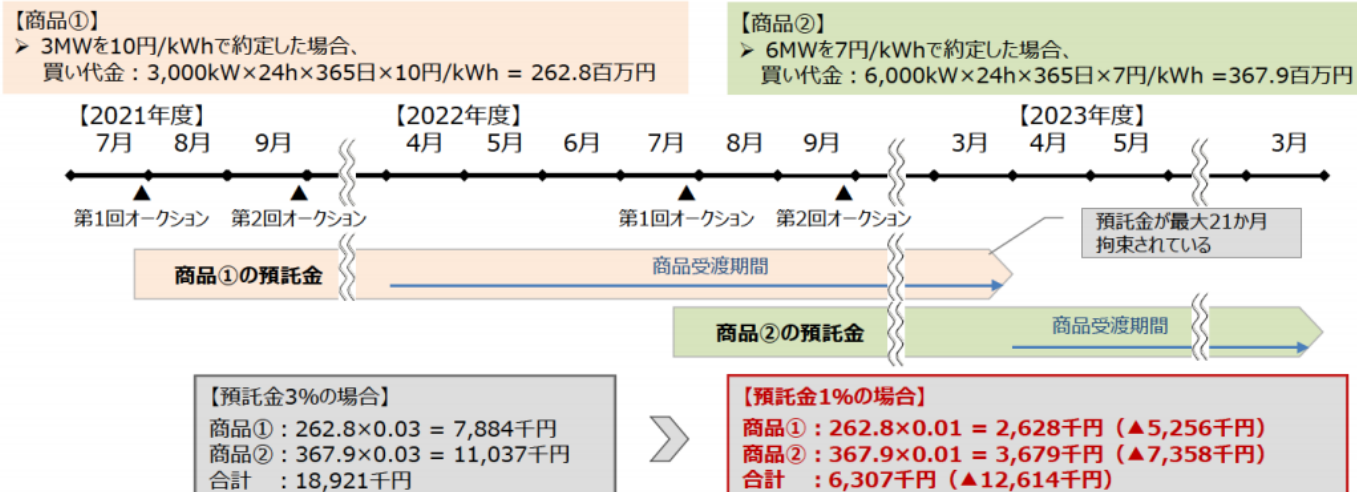 【商品①】
➢ 3MWを10円/kWhで約定した場合、
買い代金：3,000kW×24h×365日×10円/kWh = 262.8百万円
【商品②】
➢ 6MWを7円/kWhで約定した場合、
買い代金：6,000kW×24h×365日×7円/kWh =367.9百万円
【2021年度】 【2022年度】 【2023年度】
7月 8月 9月 4月 5月 6月 7月 8月 9月 3月 4月 5月 3月
▲ ▲ ▲ ▲
第1回オークション 第2回オークション 第1回オークション 第2回オークション
預託金が最大21か月
拘束されている
商品①の預託金 商品受渡期間
商品②の預託金 商品受渡期間
【預託金3%の場合】
商品①：262.8×0.03 = 7,884千円
商品②：367.9×0.03 = 11,037千円
合計 ：18,921千円
【預託金1%の場合】
商品①：262.8×0.01 = 2,628千円（▲5,256千円）
商品②：367.9×0.01 = 3,679千円（▲7,358千円）
合計 ：6,307千円（▲12,614千円）